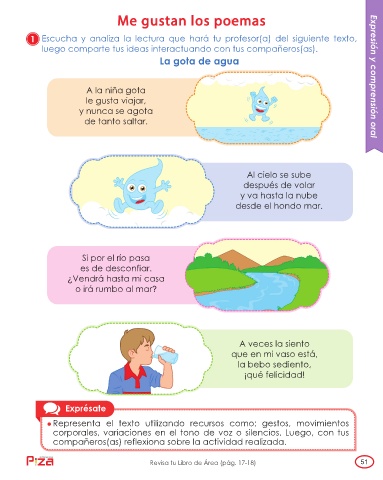 Me gustan los poemas
1 Escucha y analiza la lectura que hará tu profesor(a) del siguiente texto,
luego comparte tus ideas interactuando con tus compañeros(as).
La gota de agua
Expresión y comprensión oral
A la niña gota
le gusta viajar,
y nunca se agota
de tanto saltar.
Al cielo se sube
después de volar
y va hasta la nube
desde el hondo mar.
Si por el río pasa
es de desconfiar.
¿Vendrá hasta mi casa
o irá rumbo al mar?
A veces la siento
que en mi vaso está,
la bebo sediento,
¡qué felicidad!
Exprésate
• Representa el texto utilizando recursos como: gestos, movimientos
corporales, variaciones en el tono de voz o silencios. Luego, con tus
compañeros(as) reflexiona sobre la actividad realizada.
Piza
Revisa tu Libro de Área (pág. 17-18)
51